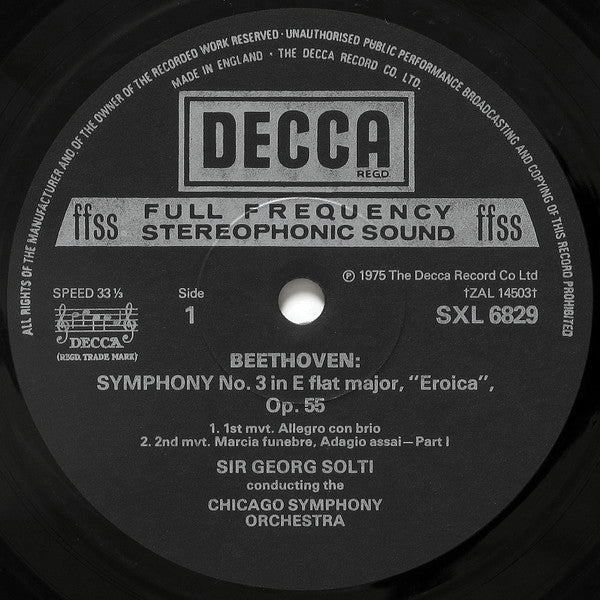 ALL RIGHTS OF THE MANUFACTURER AND OF THE OWNER OF THE RECORDED WORK RESERVED · UNAUTHORISED PUBLIC PERFORMANCE BROADCASTING AND COPYING OF THIS RECORD PROHIBITED
MADE IN ENGLAND · THE DECCA RECORD CO. LTD.
DECCA
REGD.
ffss FULL FREQUENCY ffss
STEREOPHONIC SOUND
℗ 1975 The Decca Record Co Ltd
SPEED 33⅓ Side †ZAL 14503†
1 SXL 6829
DECCA
(REGD. TRADE MARK)
BEETHOVEN:
SYMPHONY No. 3 in E flat major, “Eroica”,
Op. 55
1. 1st mvt. Allegro con brio
2. 2nd mvt. Marcia funebre, Adagio assai—Part I
SIR GEORG SOLTI
conducting the
CHICAGO SYMPHONY
ORCHESTRA